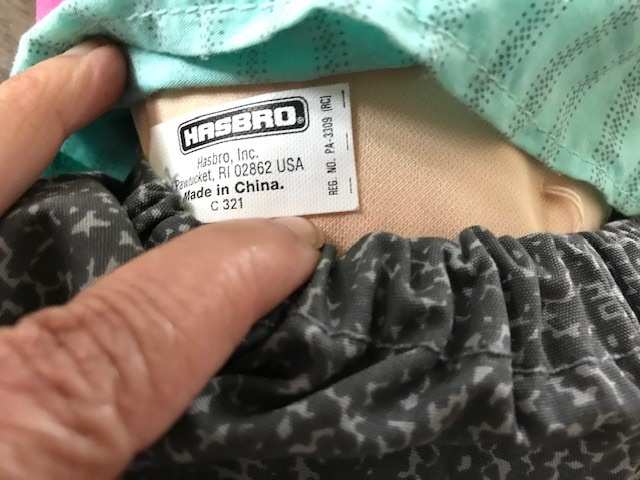 HASBRO®
Hasbro, Inc.
Pawtucket, RI 02862 USA
Made in China.
C 321
REG. NO. PA-3309 (RC)